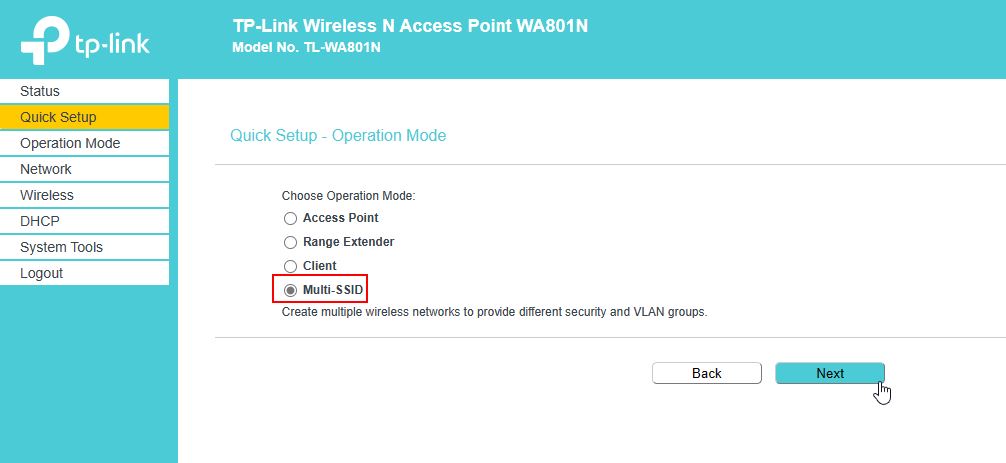 tp-link
TP-Link Wireless N Access Point WA801N
Model No. TL-WA801N
Status
Quick Setup
Operation Mode
Network
Wireless
DHCP
System Tools
Logout
Quick Setup - Operation Mode
Choose Operation Mode:
Access Point
Range Extender
Client
Multi-SSID
Create multiple wireless networks to provide different security and VLAN groups.
Back Next